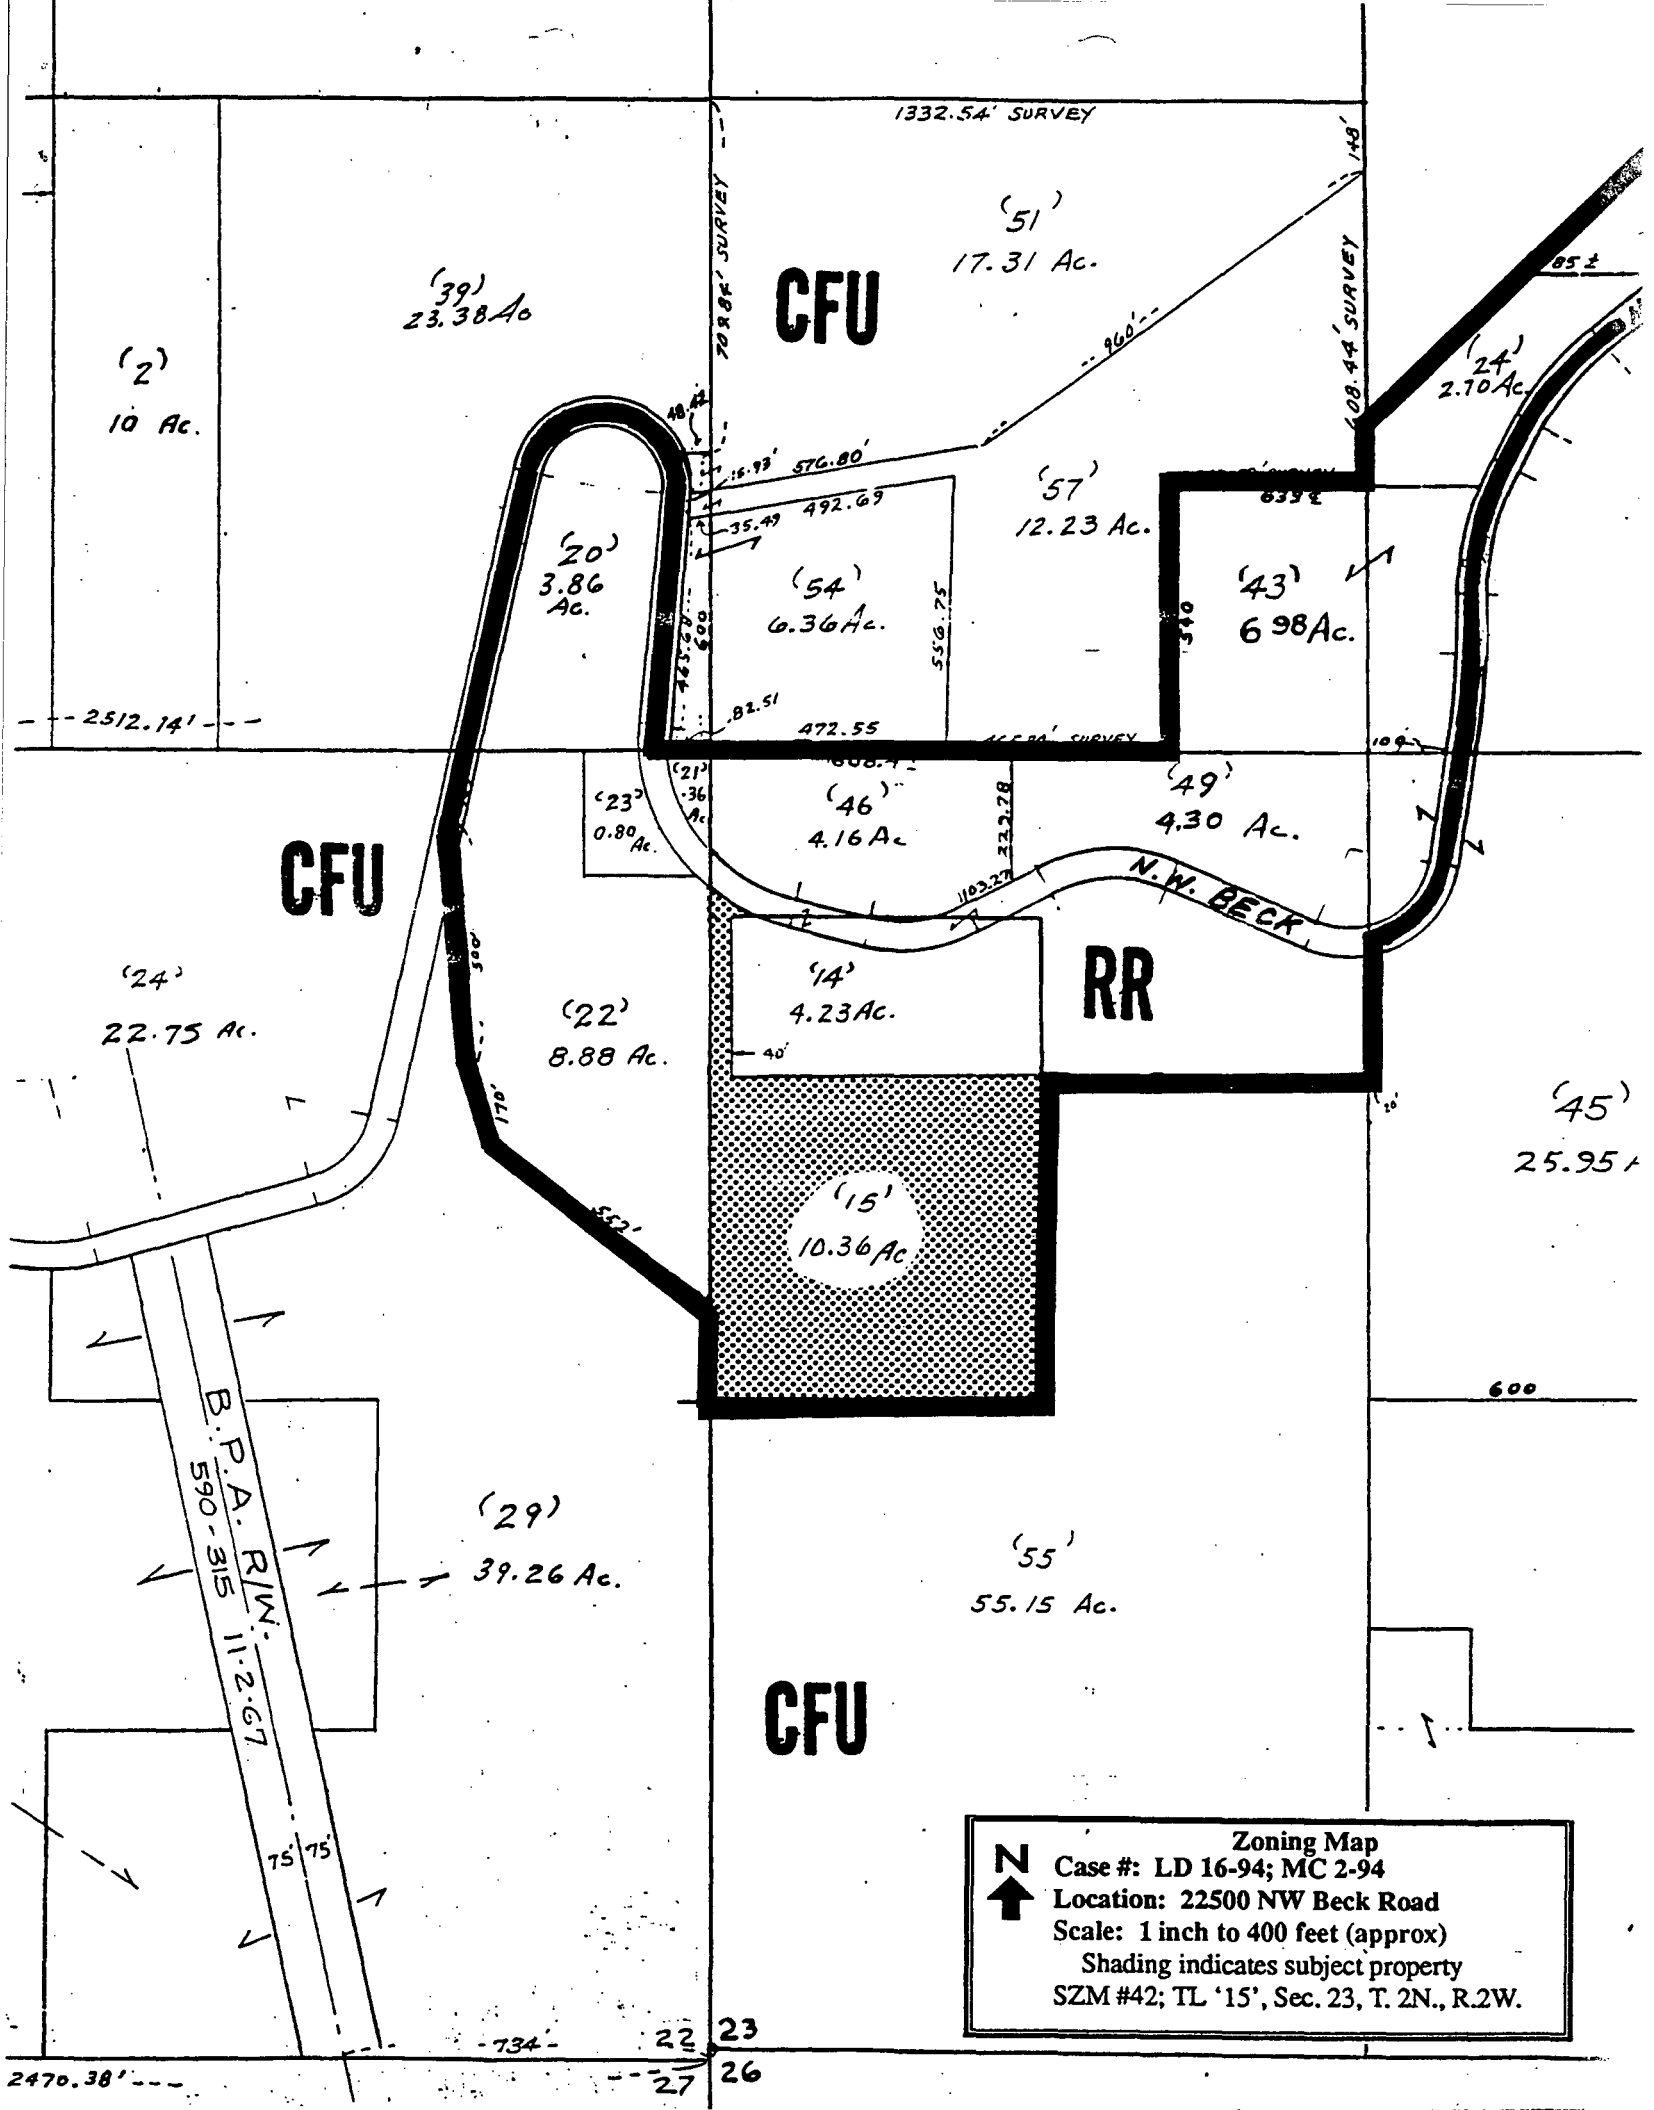 1332.54' SURVEY
148'
709.84' SURVEY
(51)
17.31 Ac.
(39)
23.38 Ac
CFU
608.44' SURVEY
85±
960'
(2)
10 Ac.
(24)
2.70 Ac.
48.42
576.80'
492.69
35.49
(57)
12.23 Ac.
(20)
3.86
Ac.
(54)
6.36 Ac.
556.75
(43)
6 98 Ac.
540
465.68
600
2512.14'
82.51
472.55
SURVEY
(21)
.36
Ac
(23)
0.80
Ac.
(46)
4.16 Ac
(49)
4.30 Ac.
1103.27
N.W. BECK
CFU
500
(24)
22.75 Ac.
(22)
8.88 Ac.
(14)
4.23 Ac.
40'
RR
170'
20'
(45)
25.95
(15)
10.36 Ac
552'
600
B.P.A. R/W.
590-315 11-2-67
(29)
39.26 Ac.
(55)
55.15 Ac.
CFU
75' 75'
N
Zoning Map
Case #: LD 16-94; MC 2-94
Location: 22500 NW Beck Road
Scale: 1 inch to 400 feet (approx)
Shading indicates subject property
SZM #42; TL '15', Sec. 23, T. 2N., R.2W.
734'
22 23
27 26
2470.38'